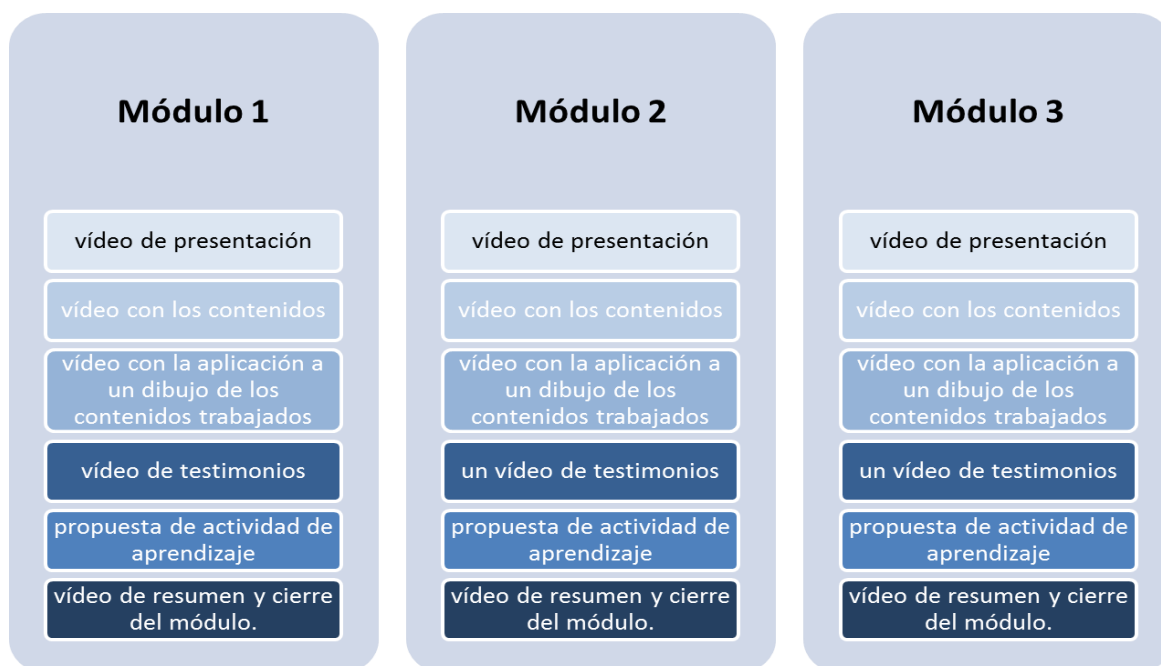 Módulo 1
vídeo de presentación
vídeo con los contenidos
vídeo con la aplicación a
un dibujo de los
contenidos trabajados
vídeo de testimonios
propuesta de actividad de
aprendizaje
vídeo de resumen y cierre
del módulo.
Módulo 2
vídeo de presentación
vídeo con los contenidos
vídeo con la aplicación a
un dibujo de los
contenidos trabajados
un vídeo de testimonios
propuesta de actividad de
aprendizaje
vídeo de resumen y cierre
del módulo.
Módulo 3
vídeo de presentación
vídeo con los contenidos
vídeo con la aplicación a
un dibujo de los
contenidos trabajados
un vídeo de testimonios
propuesta de actividad de
aprendizaje
vídeo de resumen y cierre
del módulo.